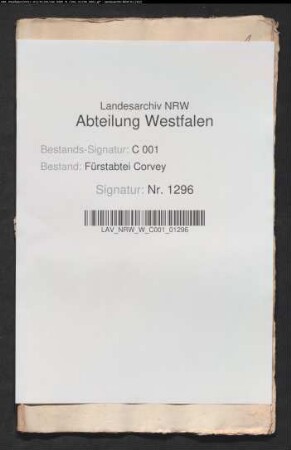 Landesarchiv NRW
Abteilung Westfalen
Bestands-Signatur: C 001
Bestand: Fürstabtei Corvey
Signatur: Nr. 1296
LAV_NRW_W_C001_01296